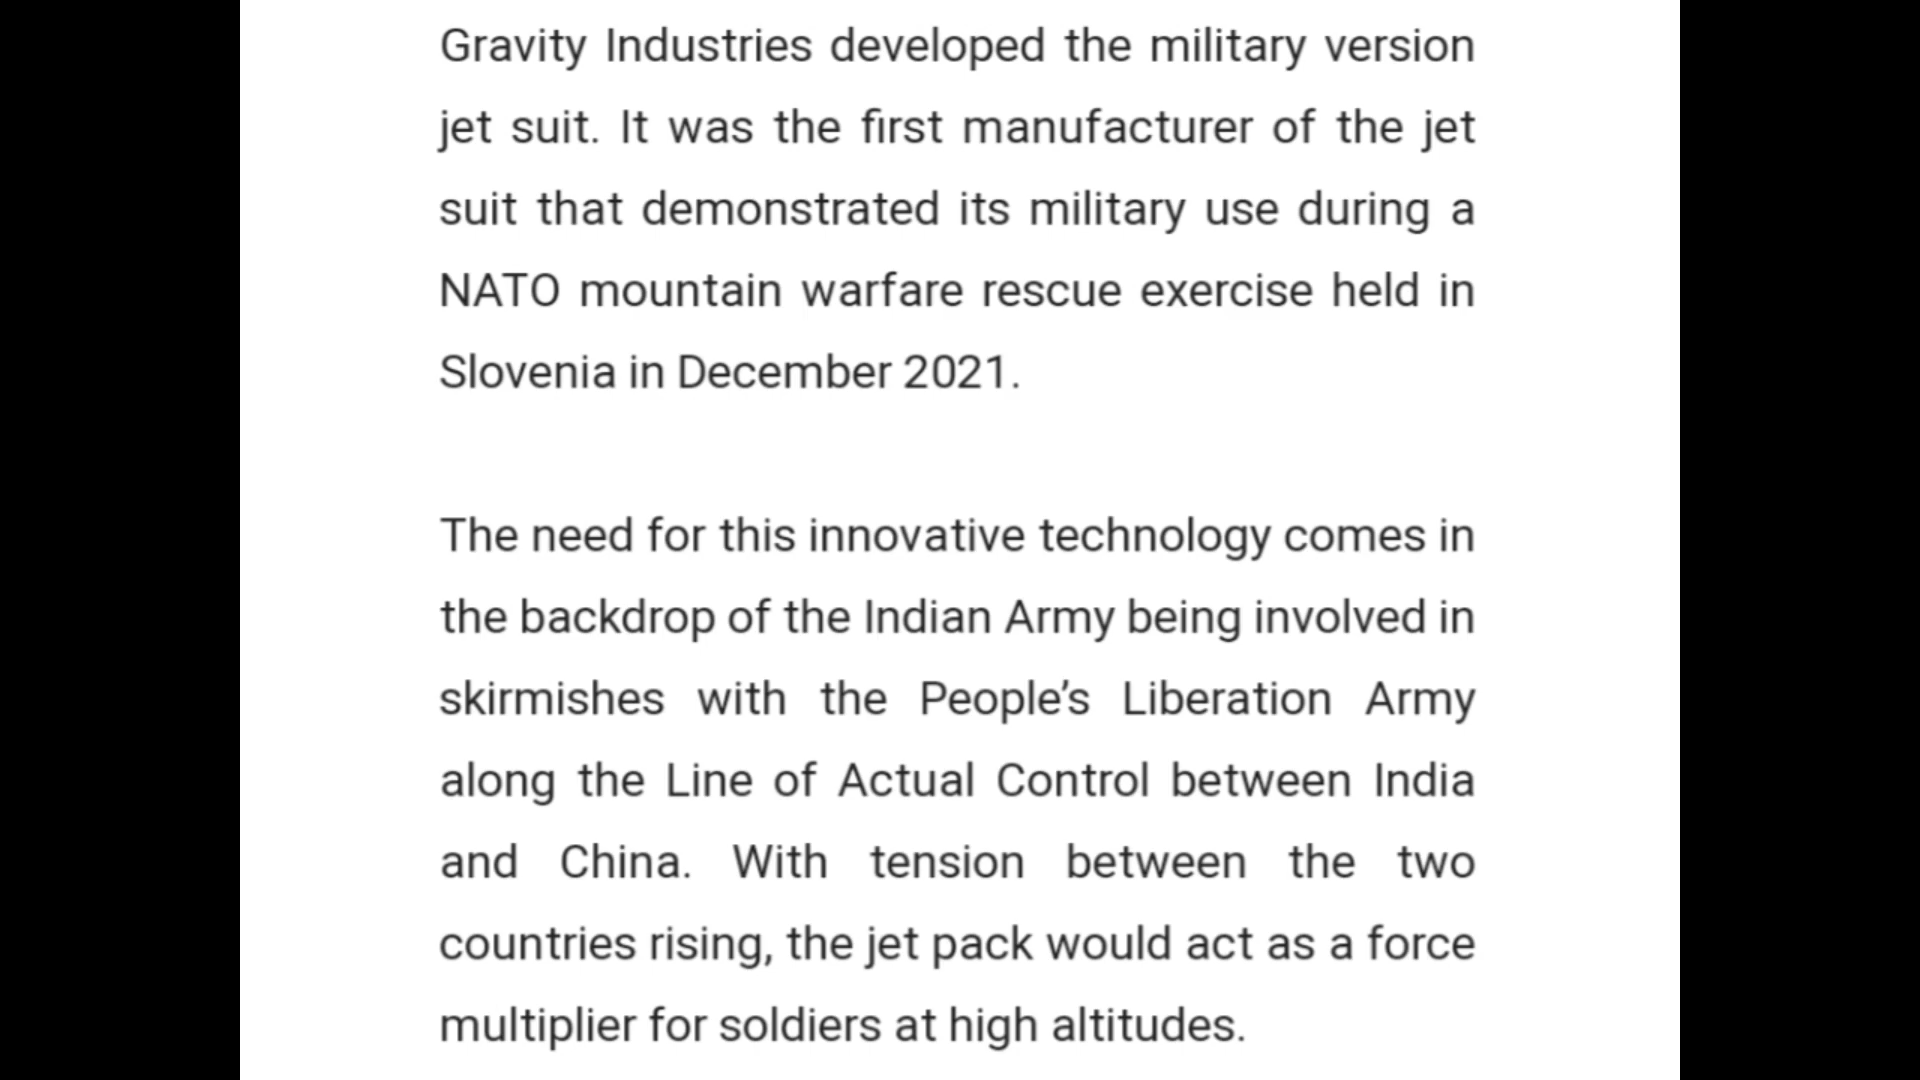 Gravity Industries developed the military version
jet suit. It was the first manufacturer of the jet
suit that demonstrated its military use during a
NATO mountain warfare rescue exercise held in
Slovenia in December 2021.
The need for this innovative technology comes in
the backdrop of the Indian Army being involved in
skirmishes with the People’s Liberation Army
along the Line of Actual Control between India
and China. With tension between the two
countries rising, the jet pack would act as a force
multiplier for soldiers at high altitudes.